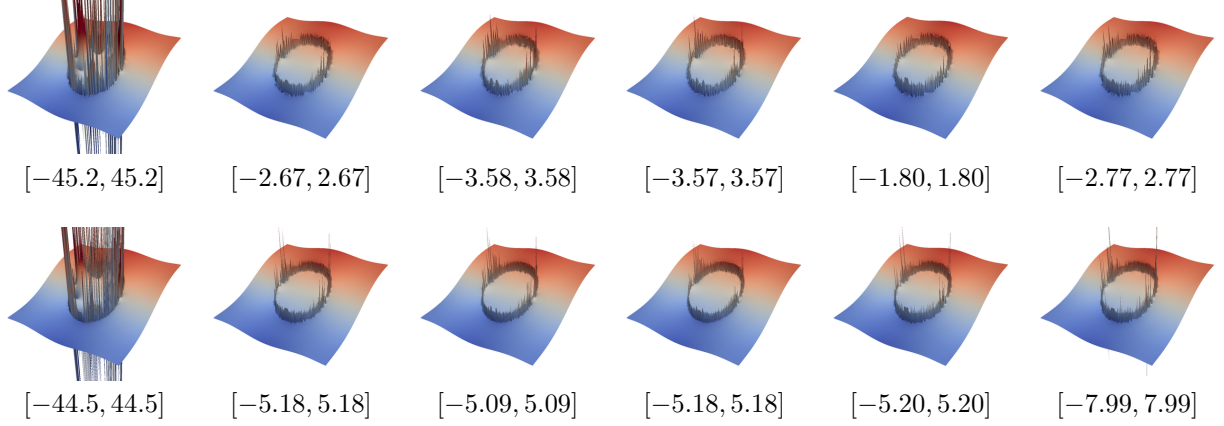 [−45.2, 45.2] [−2.67, 2.67] [−3.58, 3.58] [−3.57, 3.57] [−1.80, 1.80] [−2.77, 2.77]
[−44.5, 44.5] [−5.18, 5.18] [−5.09, 5.09] [−5.18, 5.18] [−5.20, 5.20] [−7.99, 7.99]